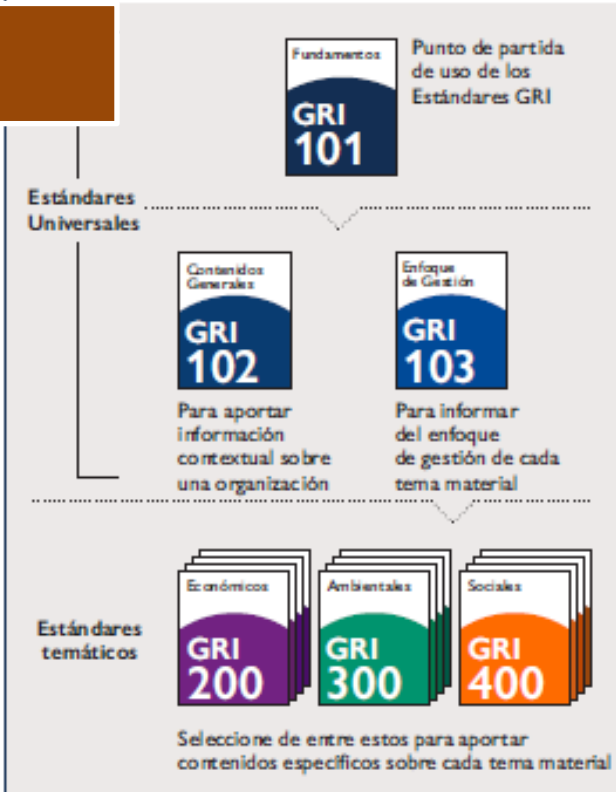 Fundamentos
GRI
101
Punto de partida
de uso de los
Estándares GRI
Estándares
Universales
Contenidos
Generales
GRI
102
Para aportar
información
contextual sobre
una organización
Enfoque
de Gestión
GRI
103
Para informar
del enfoque
de gestión de cada
tema material
Estándares
temáticos
Económicos
GRI
200
Ambientales
GRI
300
Sociales
GRI
400
Seleccione de entre estos para aportar
contenidos específicos sobre cada tema material